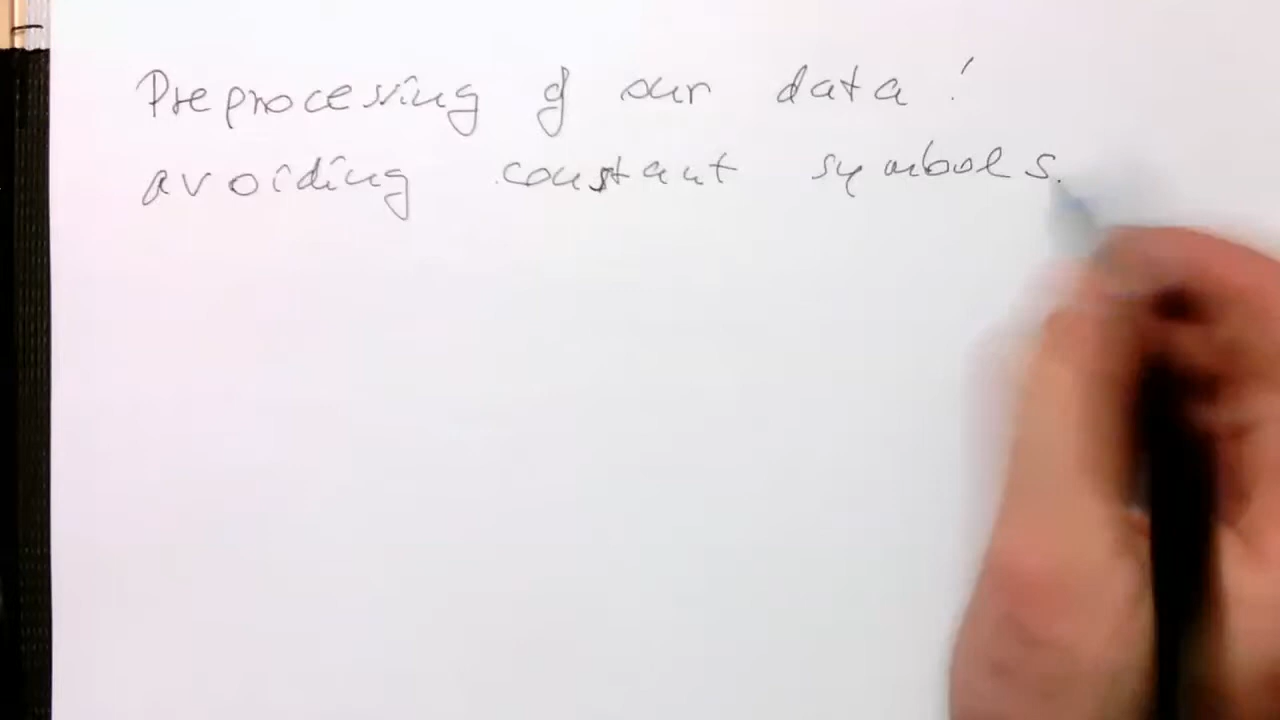 Preprocessing of our data!
avoiding constant symbols.